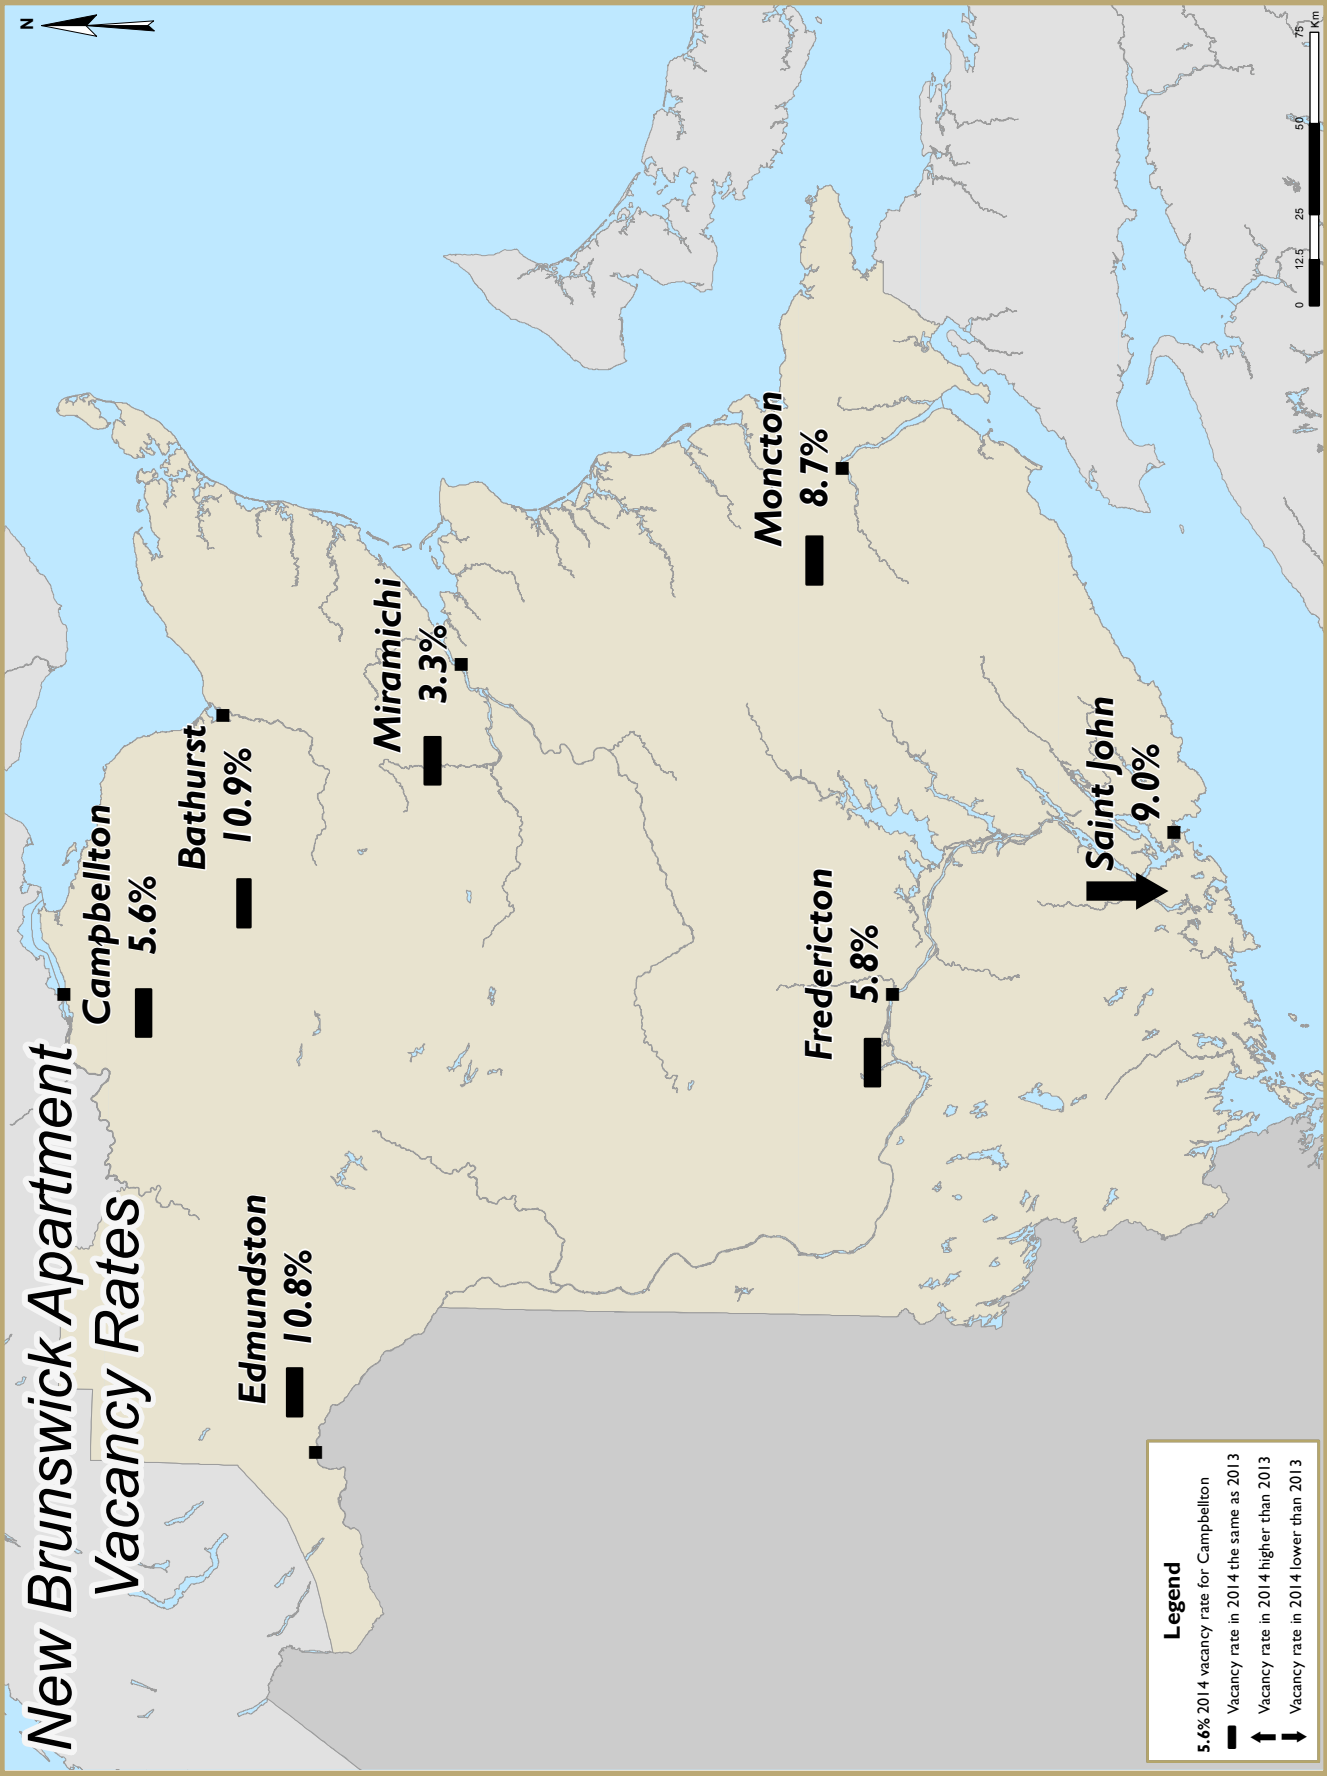 New Brunswick Apartment
Vacancy Rates
N
Campbellton
5.6%
Bathurst
10.9%
Edmundston
10.8%
Miramichi
3.3%
Moncton
8.7%
Fredericton
5.8%
Saint John
9.0%
Legend
5.6% 2014 vacancy rate for Campbellton
Vacancy rate in 2014 the same as 2013
Vacancy rate in 2014 higher than 2013
Vacancy rate in 2014 lower than 2013
0 12.5 25 50 75
Km